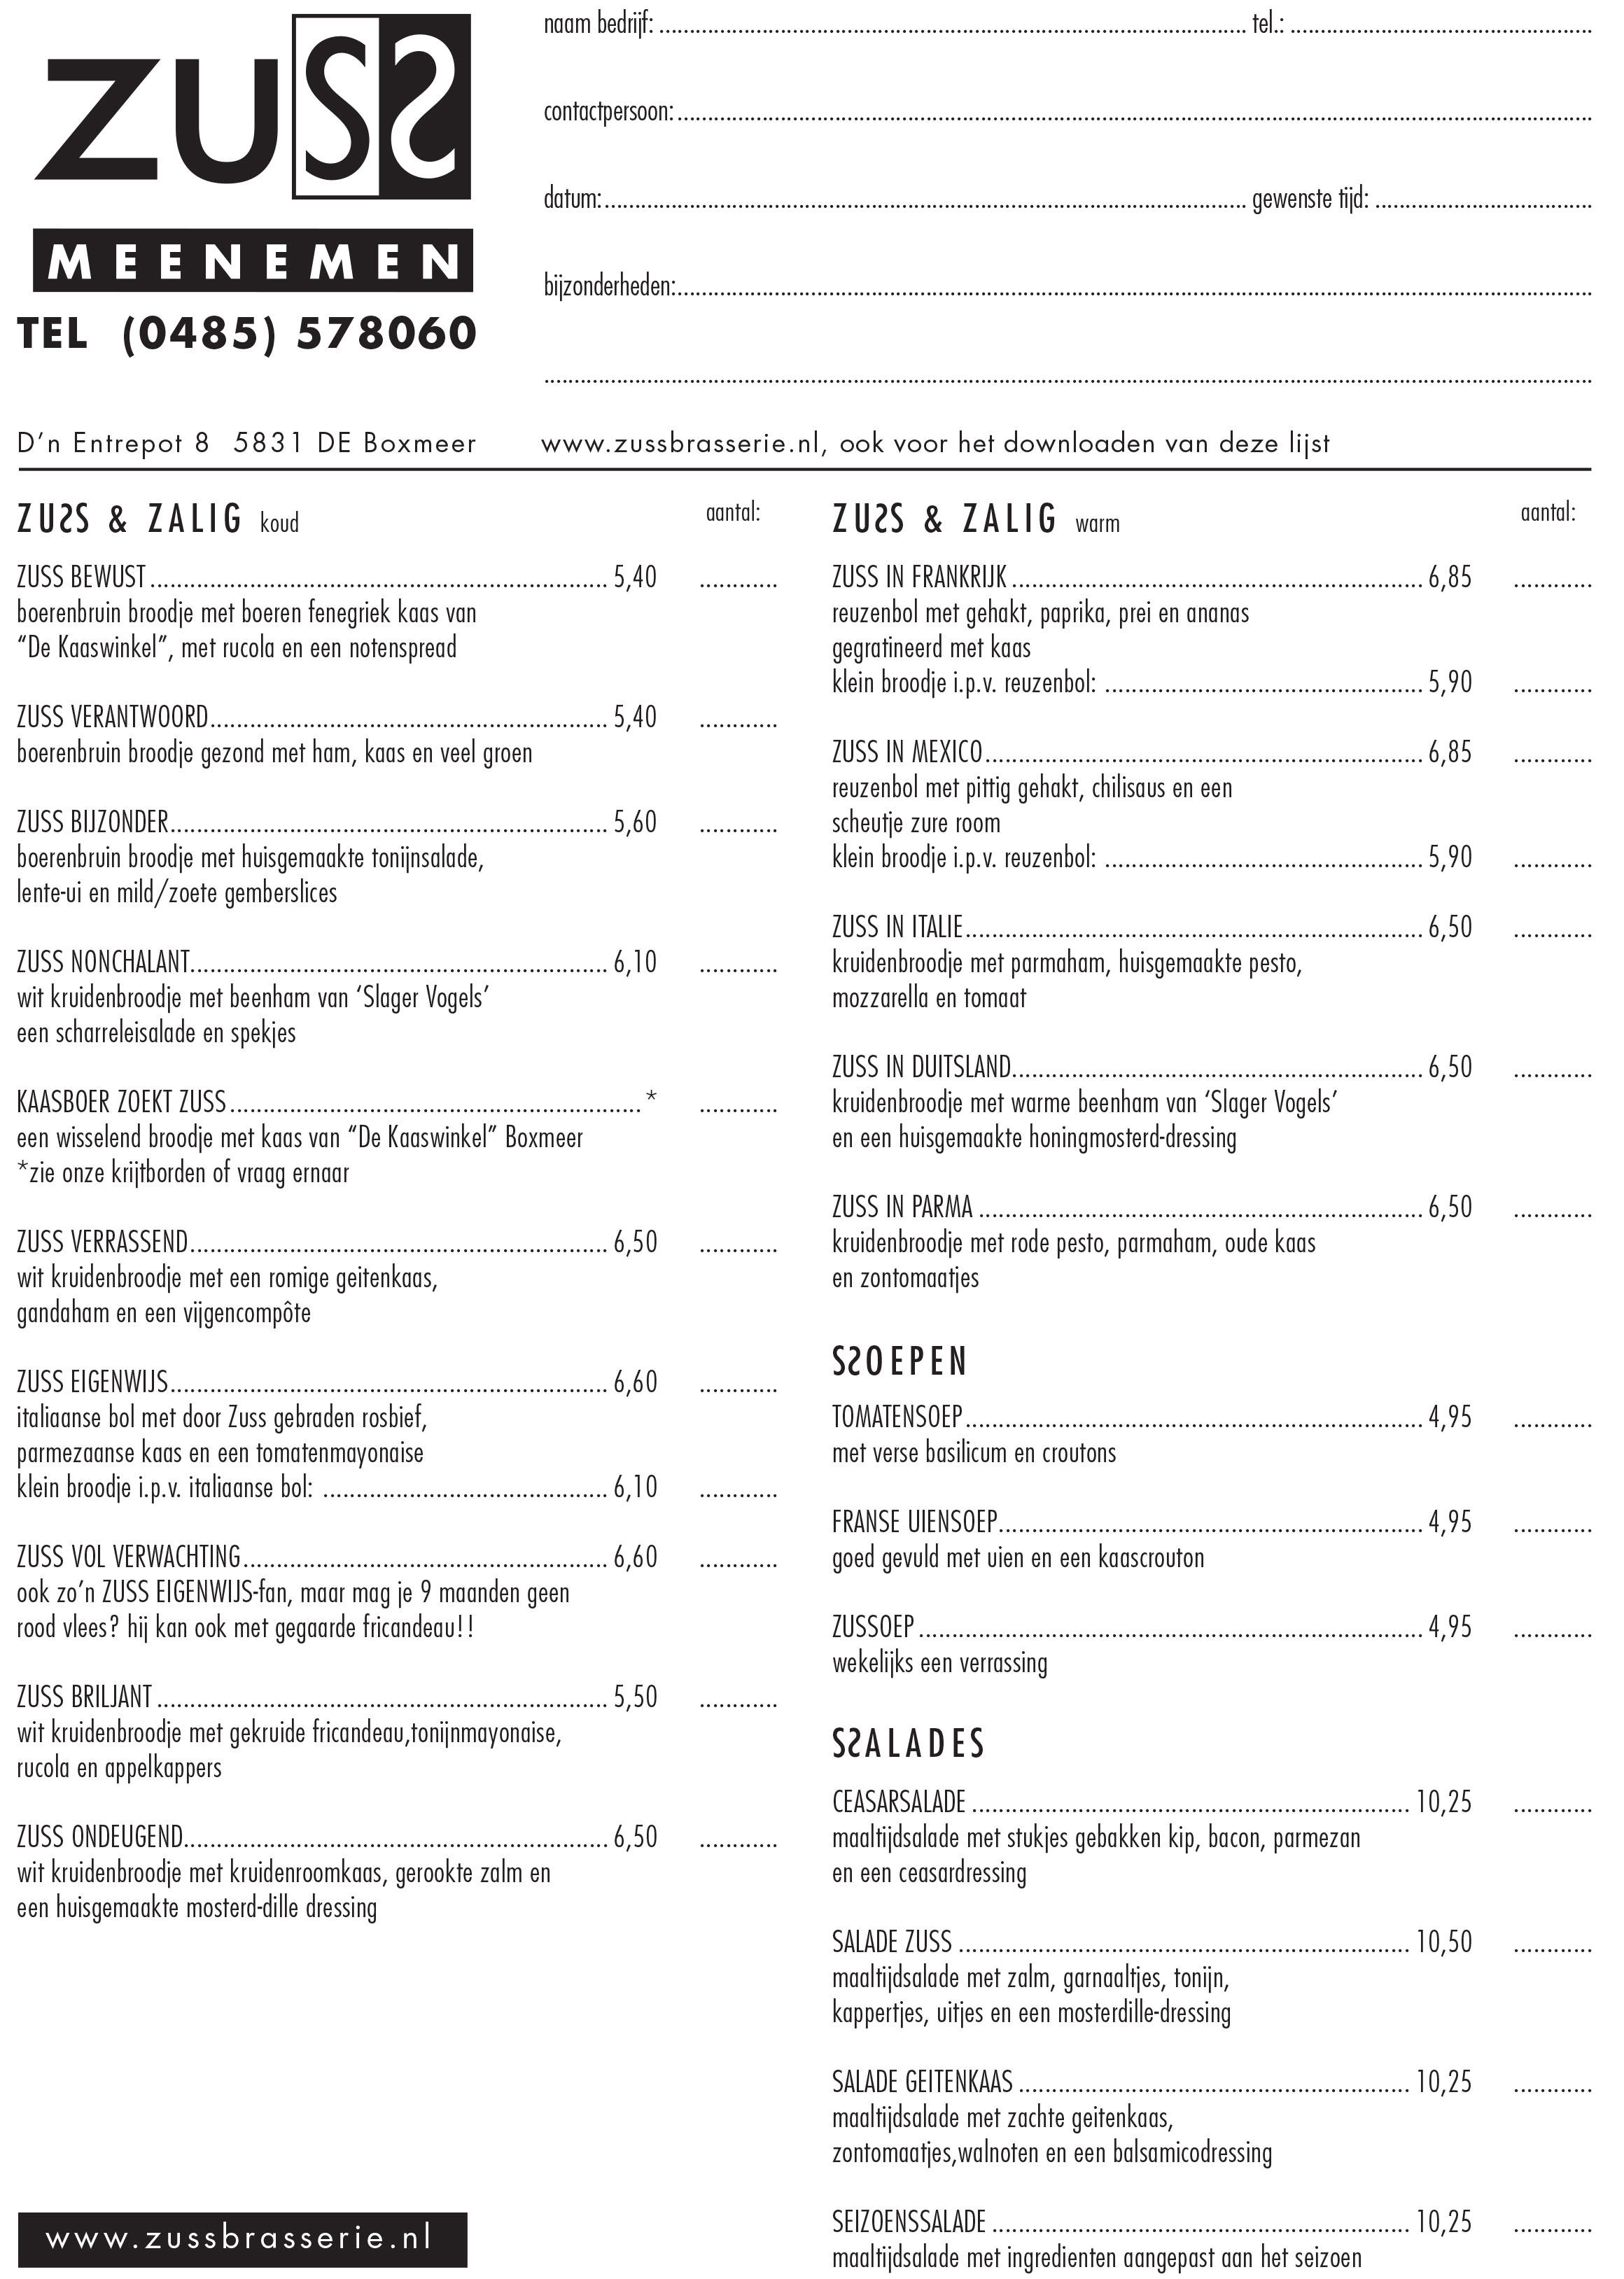 ZUSS
MEENEMEN
TEL (0485) 578060
naam bedrijf: ........................ tel.: ........................
contactpersoon: ........................
datum: ........................ gewenste tijd: ........................
bijzonderheden: ........................
........................
D'n Entrepot 8 5831 DE Boxmeer
www.zussbrasserie.nl, ook voor het downloaden van deze lijst
ZUSS & ZALIG koud aantal:
ZUSS BEWUST ........................ 5,40 ............
boerenbruin broodje met boeren fenegriek kaas van
“De Kaaswinkel”, met rucola en een notenspread
ZUSS VERANTWOORD ........................ 5,40 ............
boerenbruin broodje gezond met ham, kaas en veel groen
ZUSS BIJZONDER ........................ 5,60 ............
boerenbruin broodje met huisgemaakte tonijnsalade,
lente-ui en mild/zoete gemberslices
ZUSS NONCHALANT ........................ 6,10 ............
wit kruidenbroodje met beenham van ‘Slager Vogels’
een scharreleisalade en spekjes
KAASBOER ZOEKT ZUSS ........................ * ............
een wisselend broodje met kaas van “De Kaaswinkel” Boxmeer
*zie onze krijtborden of vraag ernaar
ZUSS VERRASSEND ........................ 6,50 ............
wit kruidenbroodje met een romige geitenkaas,
gandaham en een vijgencompôte
ZUSS EIGENWIJS ........................ 6,60 ............
italiaanse bol met door Zuss gebraden rosbief,
parmezaanse kaas en een tomatenmayonaise
klein broodje i.p.v. italiaanse bol: ........................ 6,10 ............
ZUSS VOL VERWACHTING ........................ 6,60 ............
ook zo’n ZUSS EIGENWIJS-fan, maar mag je 9 maanden geen
rood vlees? hij kan ook met gegaarde fricandeau!!
ZUSS BRILJANT ........................ 5,50 ............
wit kruidenbroodje met gekruide fricandeau,tonijnmayonaise,
rucola en appelkappers
ZUSS ONDEUGEND ........................ 6,50 ............
wit kruidenbroodje met kruidenroomkaas, gerookte zalm en
een huisgemaakte mosterd-dille dressing
www.zussbrasserie.nl
ZUSS & ZALIG warm aantal:
ZUSS IN FRANKRIJK ........................ 6,85 ............
reuzenbol met gehakt, paprika, prei en ananas
gegratineerd met kaas
klein broodje i.p.v. reuzenbol: ........................ 5,90 ............
ZUSS IN MEXICO ........................ 6,85 ............
reuzenbol met pittig gehakt, chilisaus en een
scheutje zure room
klein broodje i.p.v. reuzenbol: ........................ 5,90 ............
ZUSS IN ITALIE ........................ 6,50 ............
kruidenbroodje met parmaham, huisgemaakte pesto,
mozzarella en tomaat
ZUSS IN DUITSLAND ........................ 6,50 ............
kruidenbroodje met warme beenham van ‘Slager Vogels’
en een huisgemaakte honingmosterd-dressing
ZUSS IN PARMA ........................ 6,50 ............
kruidenbroodje met rode pesto, parmaham, oude kaas
en zontomaatjes
SSOEPEN
TOMATENSOEP ........................ 4,95 ............
met verse basilicum en croutons
FRANSE UIENSOEP ........................ 4,95 ............
goed gevuld met uien en een kaascrouton
ZUSSOEP ........................ 4,95 ............
wekelijks een verrassing
SSALADES
CEASARSALADE ........................ 10,25 ............
maaltijdsalade met stukjes gebakken kip, bacon, parmezan
en een ceasardressing
SALADE ZUSS ........................ 10,50 ............
maaltijdsalade met zalm, garnaaltjes, tonijn,
kappertjes, uitjes en een mosterdille-dressing
SALADE GEITENKAAS ........................ 10,25 ............
maaltijdsalade met zachte geitenkaas,
zontomaatjes,walnoten en een balsamicodressing
SEIZOENSSALADE ........................ 10,25 ............
maaltijdsalade met ingredienten aangepast aan het seizoen